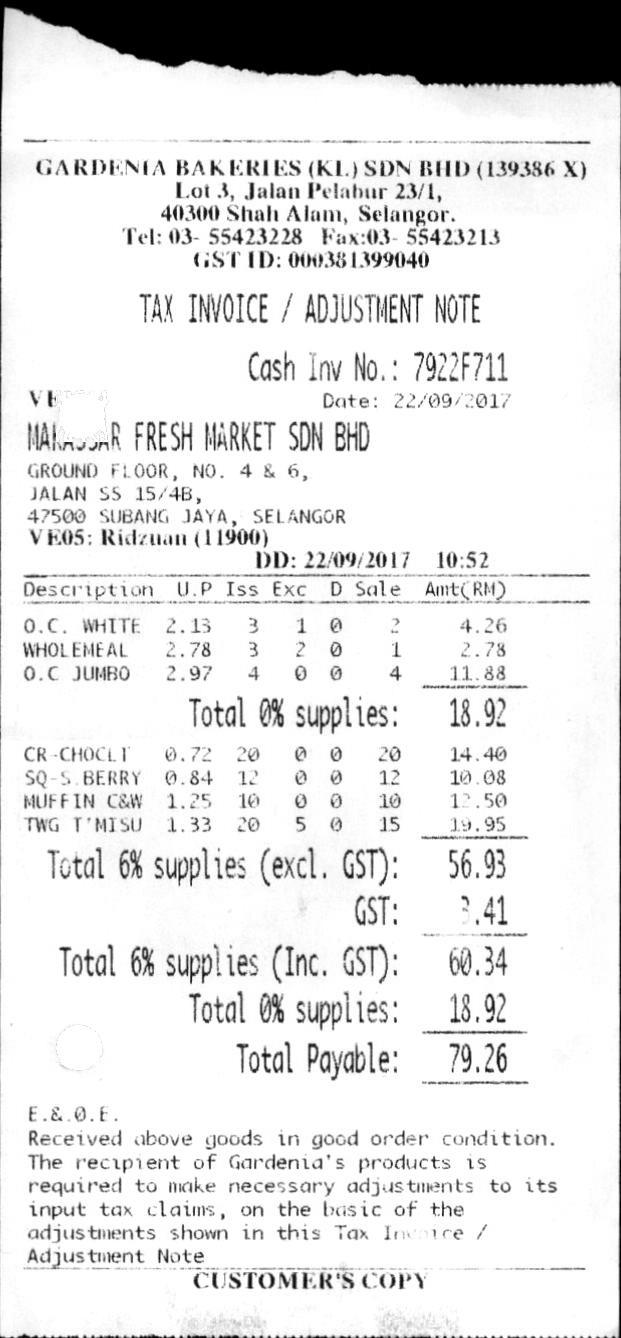 GARDENIA BAKERIES (KL) SDN BHD (139386 X)
Lot 3, Jalan Pelabur 23/1,
40300 Shah Alam, Selangor.
Tel: 03- 55423228 Fax:03- 55423213
GST ID: 000381399040
TAX INVOICE / ADJUSTMENT NOTE
Cash Inv No.: 7922F711
VE Date: 22/09/2017
FRESH MARKET SDN BHD
GROUND FLOOR, NO. 4 & 6,
JALAN SS 15/4B,
47500 SUBANG JAYA, SELANGOR
VE05: Ridzuan (11900)
DD: 22/09/2017 10:52
Description U.P Iss Exc D Sale Amt(RM)
O.C. WHITE 2.13 3 1 0 2 4.26
WHOLEMEAL 2.78 3 2 0 1 2.78
O.C JUMBO 2.97 4 0 0 4 11.88
Total 0% supplies: 18.92
CR-CHOCLT 0.72 20 0 0 20 14.40
SQ-S.BERRY 0.84 12 0 0 12 10.08
MUFFIN C&W 1.25 10 0 0 10 12.50
TWG T'MISU 1.33 20 5 0 15 19.95
Total 6% supplies (excl. GST): 56.93
GST: 3.41
Total 6% supplies (Inc. GST): 60.34
Total 0% supplies: 18.92
Total Payable: 79.26
E.&.O.E.
Received above goods in good order condition.
The recipient of Gardenia's products is
required to make necessary adjustments to its
input tax claims, on the basic of the
adjustments shown in this Tax Invoice /
Adjustment Note
CUSTOMER'S COPY